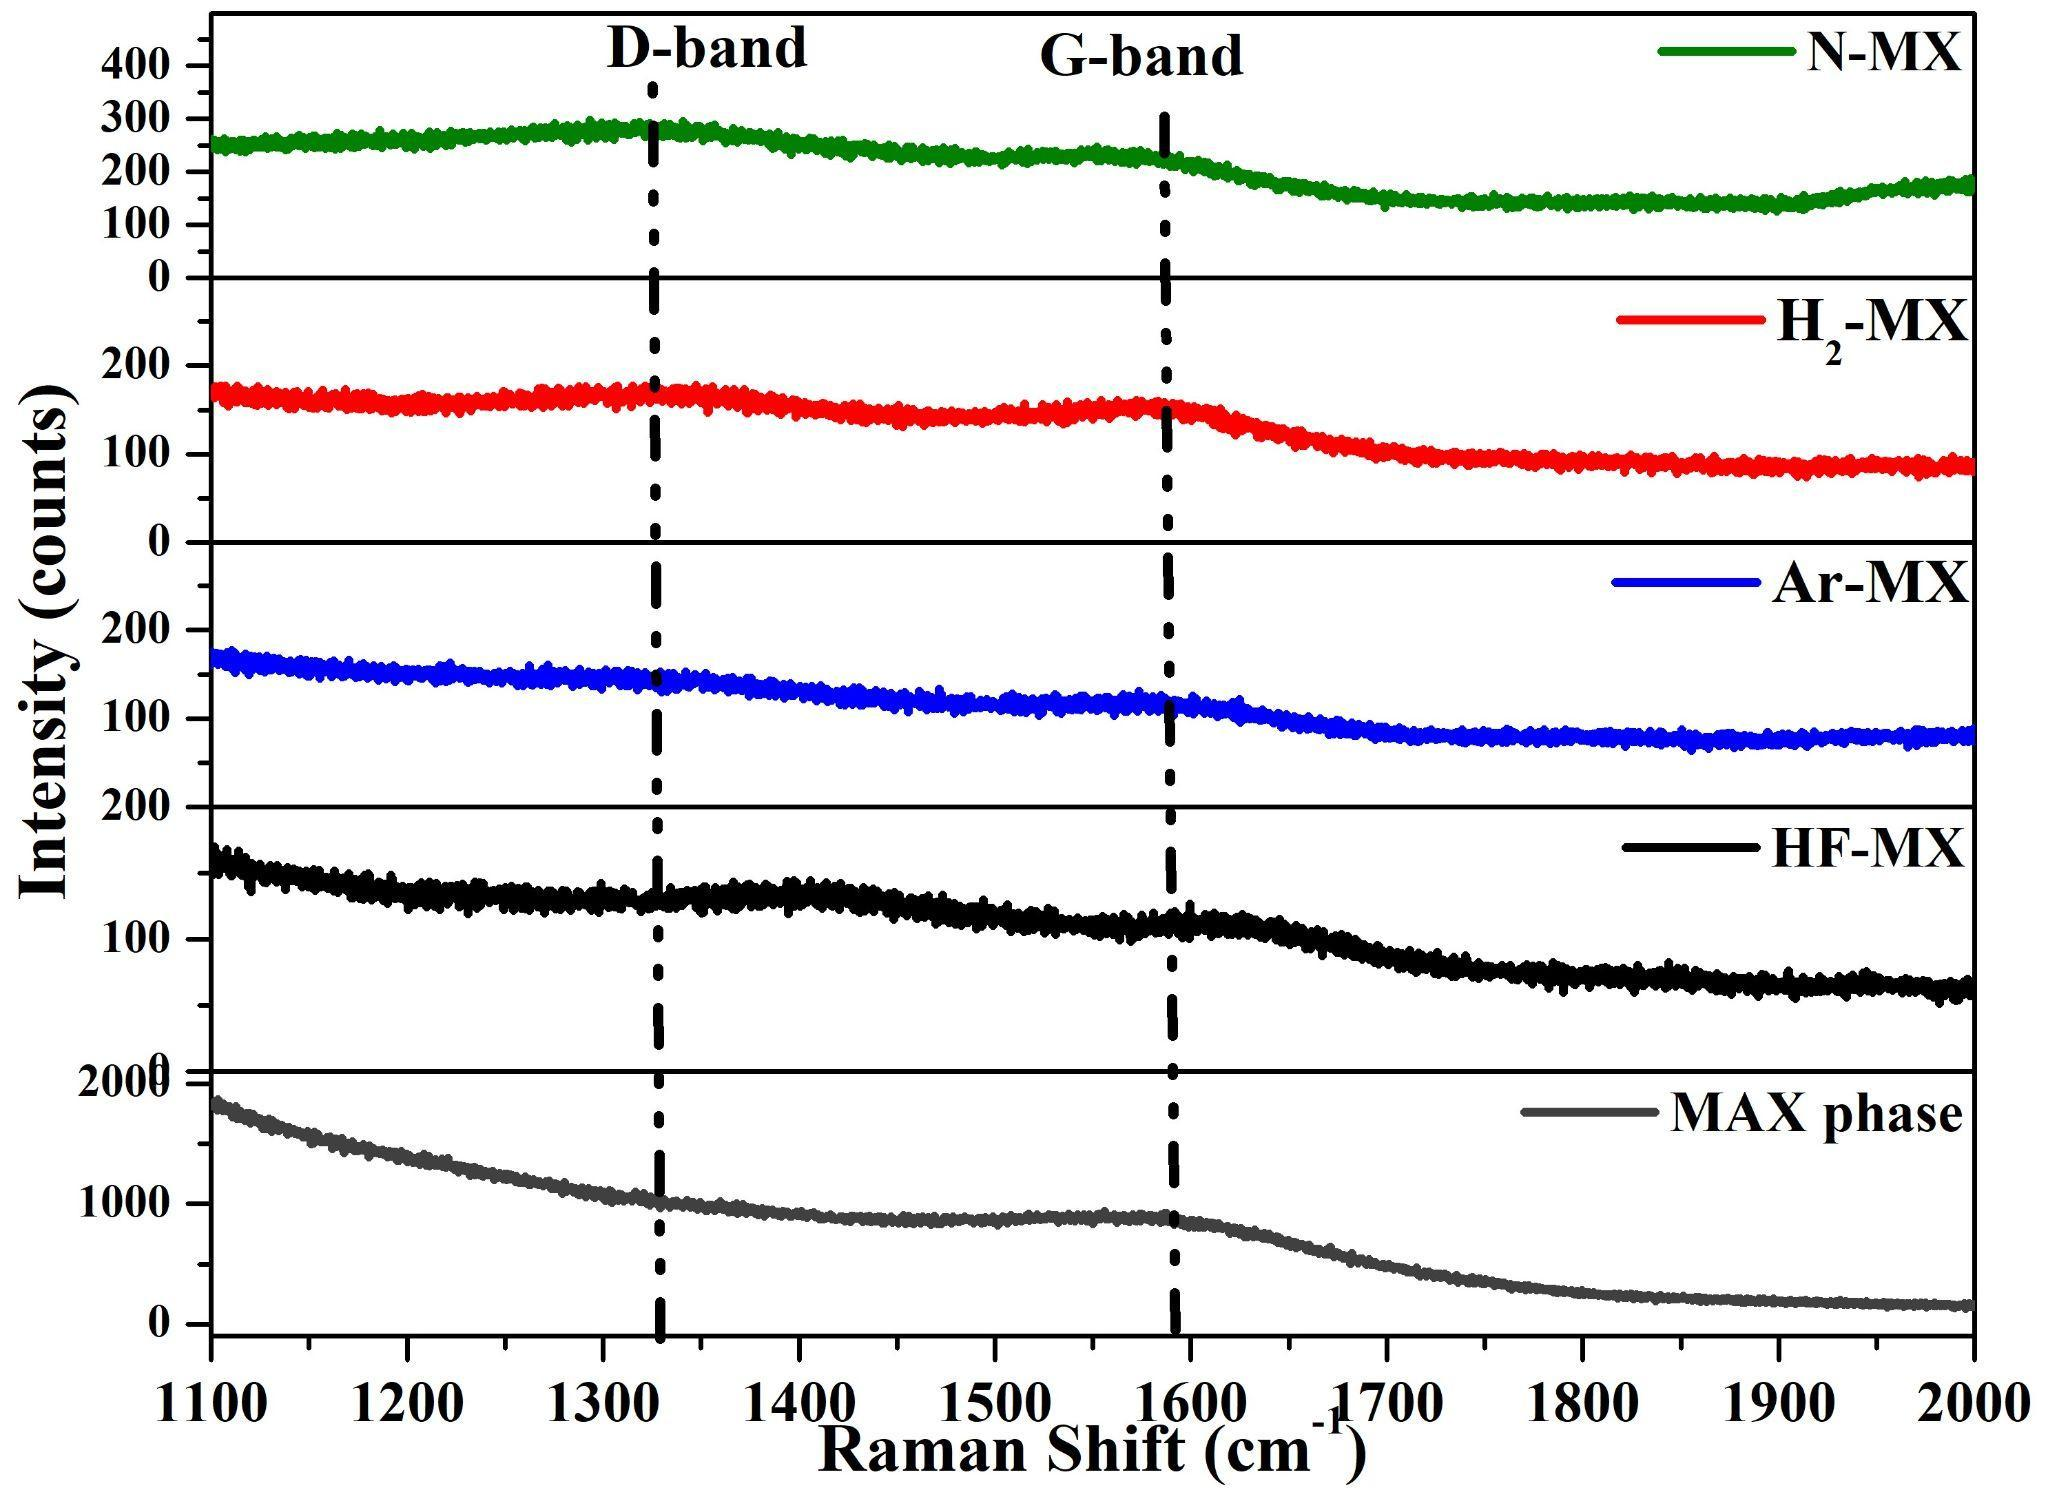 D-band
G-band
N-MX
400
300
200
100
0
H2-MX
200
100
0
Ar-MX
200
100
200
HF-MX
100
0
2000
MAX phase
1000
0
Intensity (counts)
1100 1200 1300 1400 1500 1600 1700 1800 1900 2000
Raman Shift (cm-1)